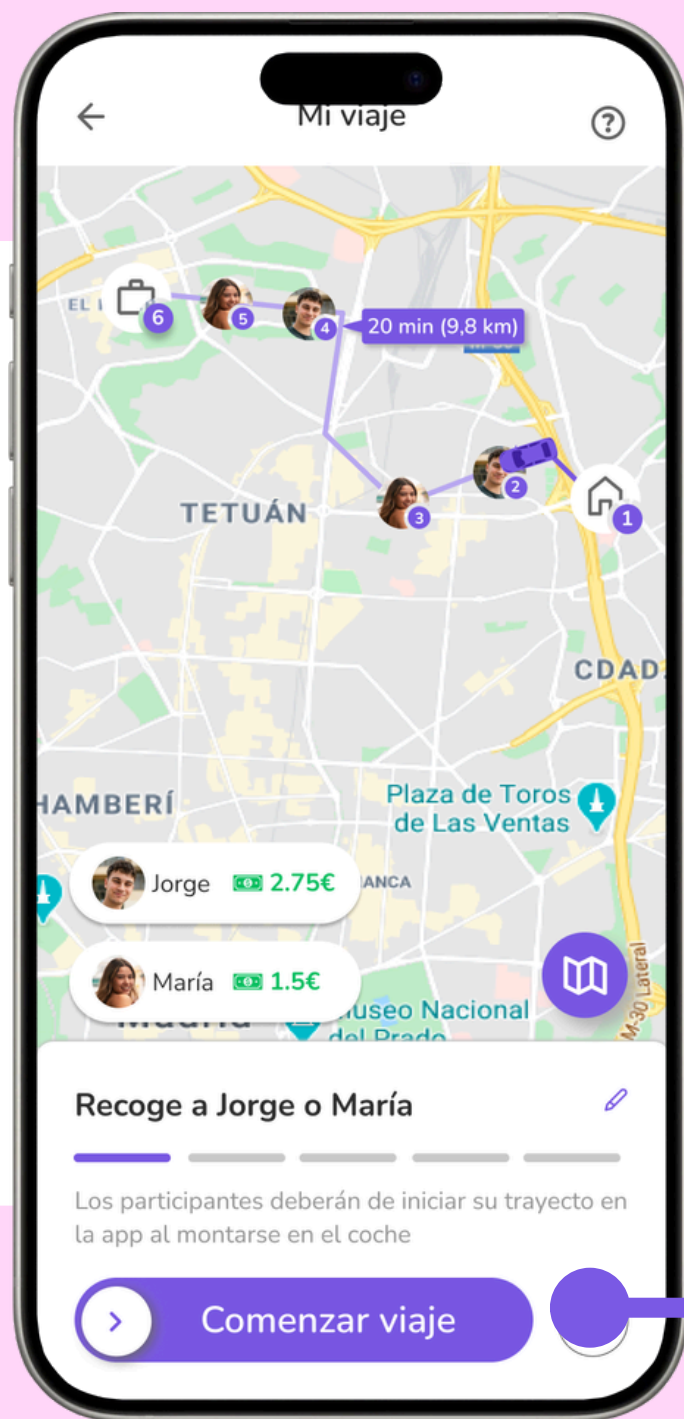 Mi viaje
6
5
4
20 min (9,8 km)
2
3
1
TETUÁN
CDAD.
HAMBERÍ
Plaza de Toros
de Las Ventas
Jorge 2.75€
ANCA
María 1.5€
useo Nacional
del Prado
M-30 Lateral
Recoge a Jorge o María
Los participantes deberán de iniciar su trayecto en
la app al montarse en el coche
Comenzar viaje